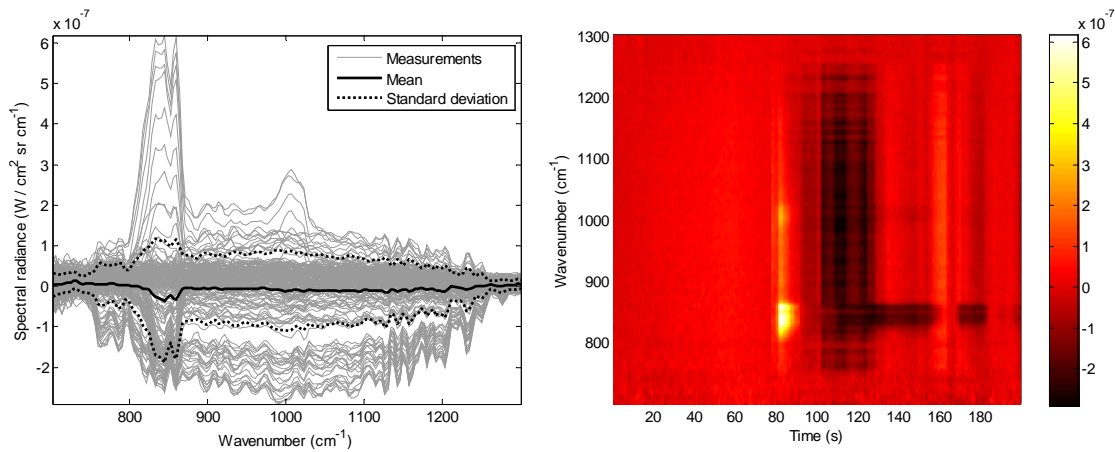 x 10^-7
6
5
4
3
2
1
0
-1
-2
Spectral radiance (W / cm^2 sr cm^-1)
800 900 1000 1100 1200
Wavenumber (cm^-1)
Measurements
Mean
Standard deviation
1300
1200
1100
1000
900
800
Wavenumber (cm^-1)
20 40 60 80 100 120 140 160 180
Time (s)
x 10^-7
6
5
4
3
2
1
0
-1
-2